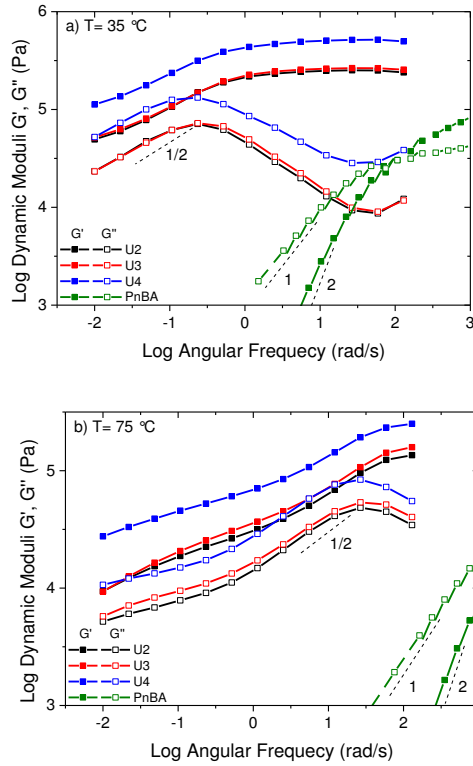 a) T= 35 °C
Log Dynamic Moduli G', G'' (Pa)
6
5
4
3
1/2
1
2
G' G''
U2
U3
U4
PnBA
-2 -1 0 1 2 3
Log Angular Frequecy (rad/s)
b) T= 75 °C
Log Dynamic Moduli G', G'' (Pa)
5
4
3
1/2
1
2
G' G''
U2
U3
U4
PnBA
-2 -1 0 1 2
Log Angular Frequecy (rad/s)